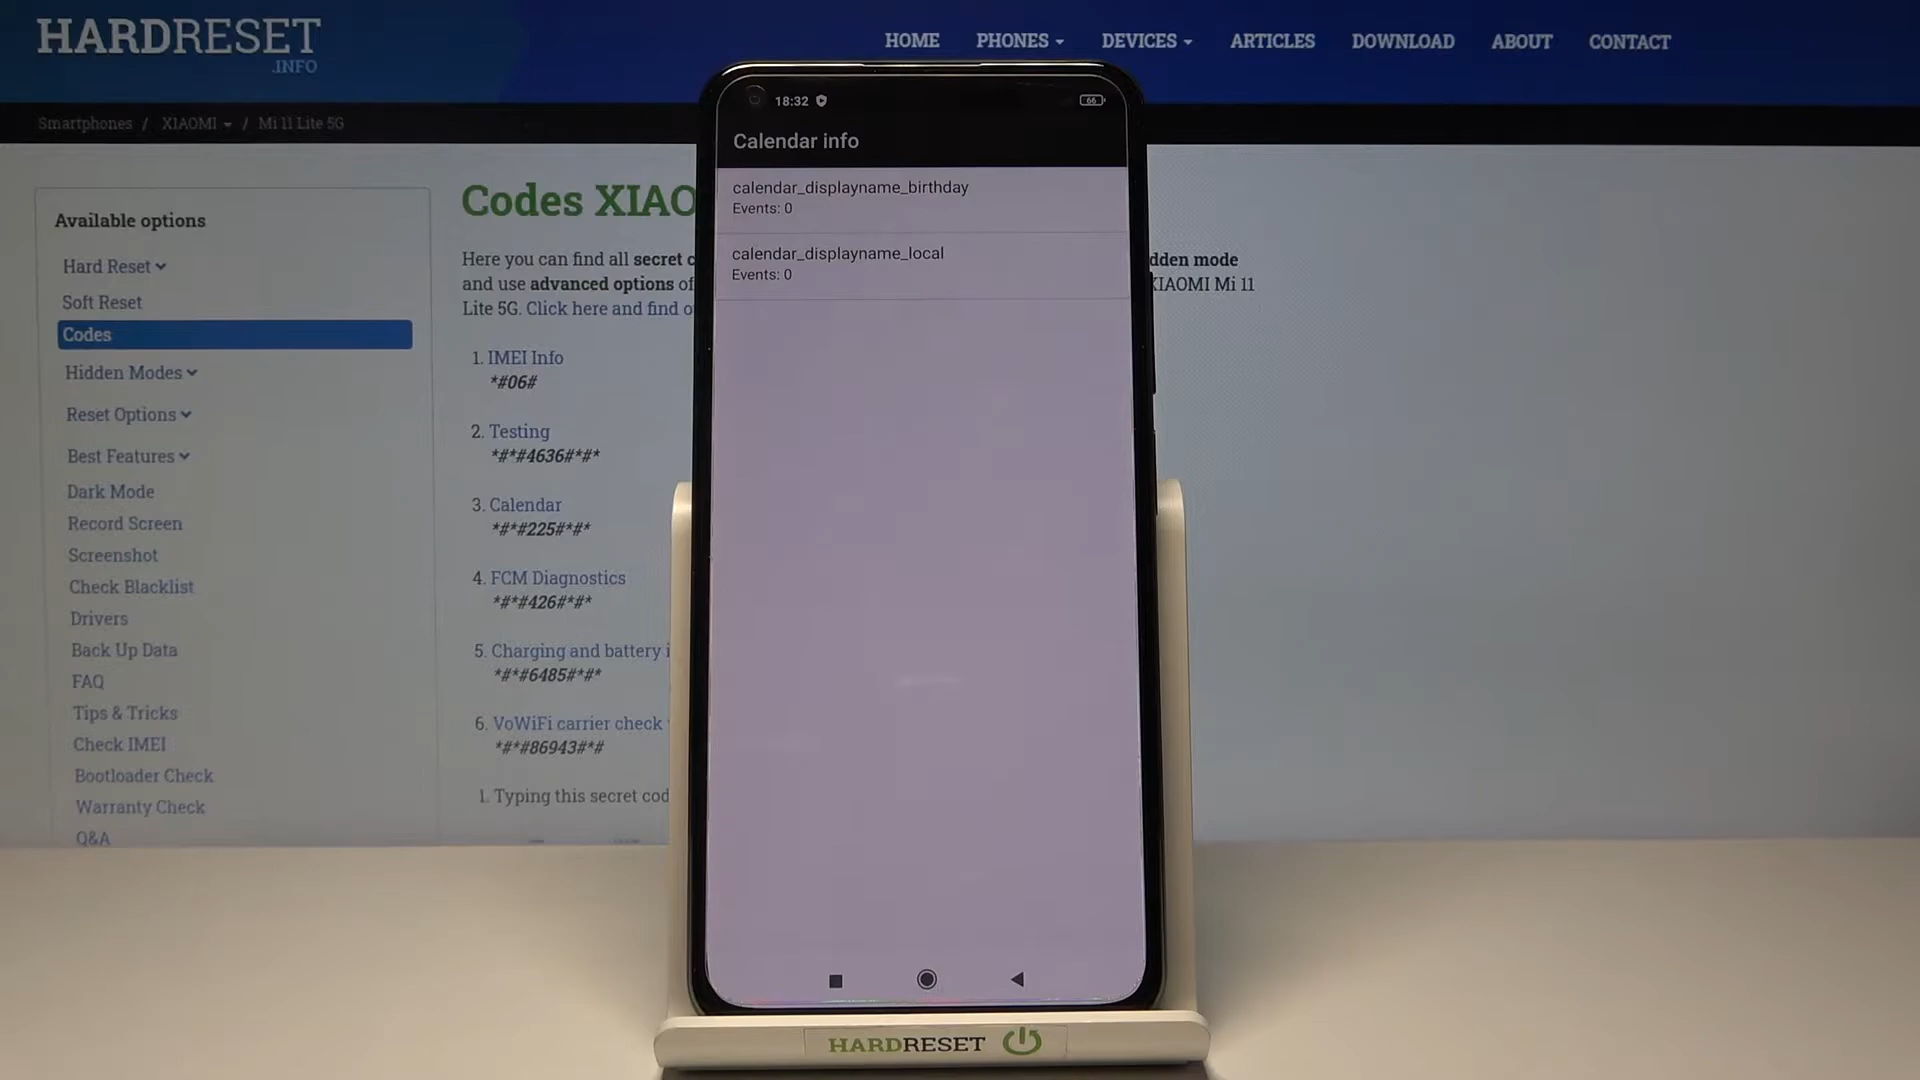 HARDRESET
.INFO
HOME PHONES DEVICES ARTICLES DOWNLOAD ABOUT CONTACT
Smartphones / XIAOMI / Mi 11 Lite 5G
Available options
Hard Reset
Soft Reset
Codes
Hidden Modes
Reset Options
Best Features
Dark Mode
Record Screen
Screenshot
Check Blacklist
Drivers
Back Up Data
FAQ
Tips & Tricks
Check IMEI
Bootloader Check
Warranty Check
Q&A
Codes XIAO
Here you can find all secret c
dden mode
and use advanced options of
XIAOMI Mi 11
Lite 5G. Click here and find o
1. IMEI Info
*#06#
2. Testing
*#*#4636#*#*
3. Calendar
*#*#225#*#*
4. FCM Diagnostics
*#*#426#*#*
5. Charging and battery i
*#*#6485#*#*
6. VoWiFi carrier check
*#*#86943#*#
1. Typing this secret cod
18:32
66
Calendar info
calendar_displayname_birthday
Events: 0
calendar_displayname_local
Events: 0
HARDRESET